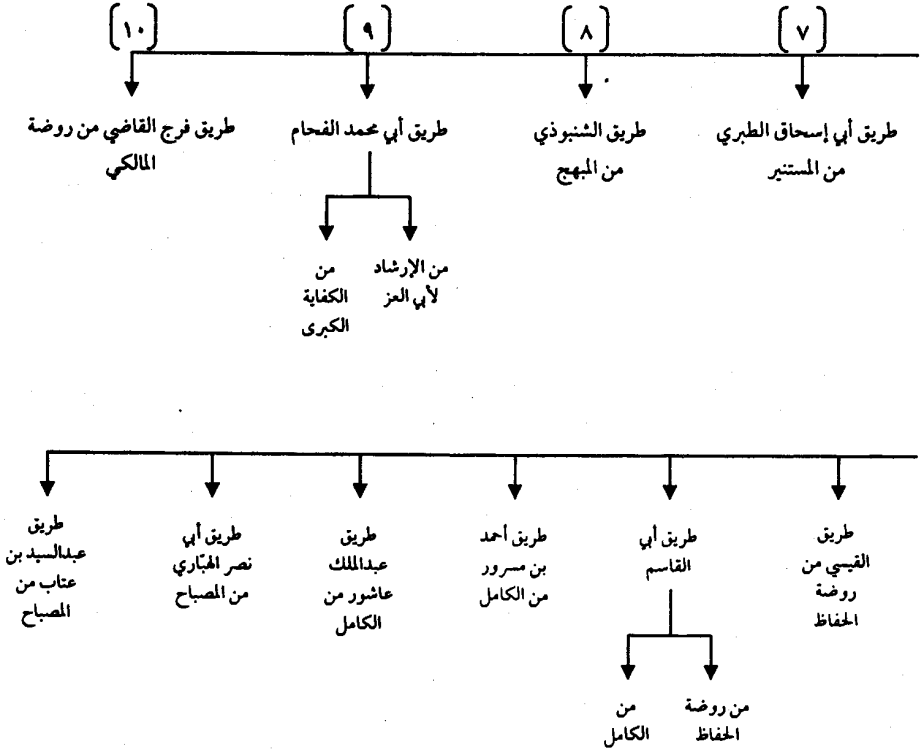 [٧]
[٨]
[٩]
[١٠]
طريق أبي إسحاق الطبري
من المستنير
طريق الشنبوذي
من المبهج
طريق أبي محمد الفحام
طريق فرج القاضي من روضة
المالكي
من الإرشاد
لأبي العز
من
الكفاية
الكبرى
طريق
القيسي من
روضة
الحفاظ
طريق أبي
القاسم
طريق أحمد
بن مسرور
من الكامل
طريق
عبدالملك
عاشور من
الكامل
طريق أبي
نصر الهبّاري
من المصباح
طريق
عبدالسيد بن
عتاب من
المصباح
من روضة
الحفاظ
من
الكامل